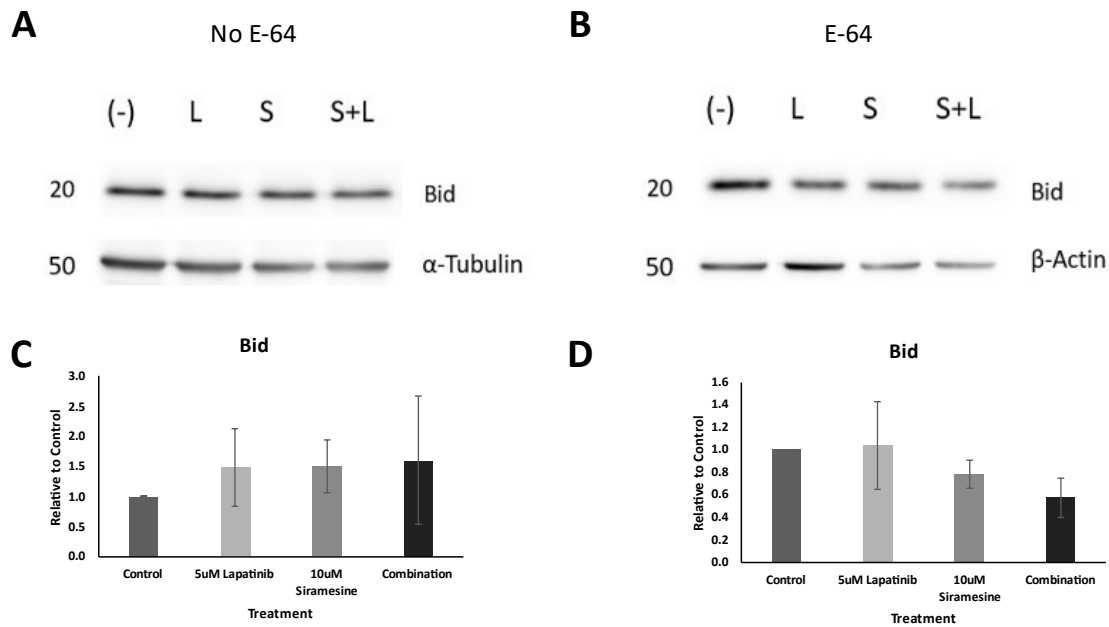 A
No E-64
(-) L S S+L
20 Bid
50 α-Tubulin
B
E-64
(-) L S S+L
20 Bid
50 β-Actin
C
Bid
Relative to Control
3.0
2.5
2.0
1.5
1.0
0.5
0.0
Control 5uM Lapatinib 10uM Siramesine Combination
Treatment
D
Bid
Relative to Control
1.6
1.4
1.2
1.0
0.8
0.6
0.4
0.2
0.0
Control 5uM Lapatinib 10uM Siramesine Combination
Treatment